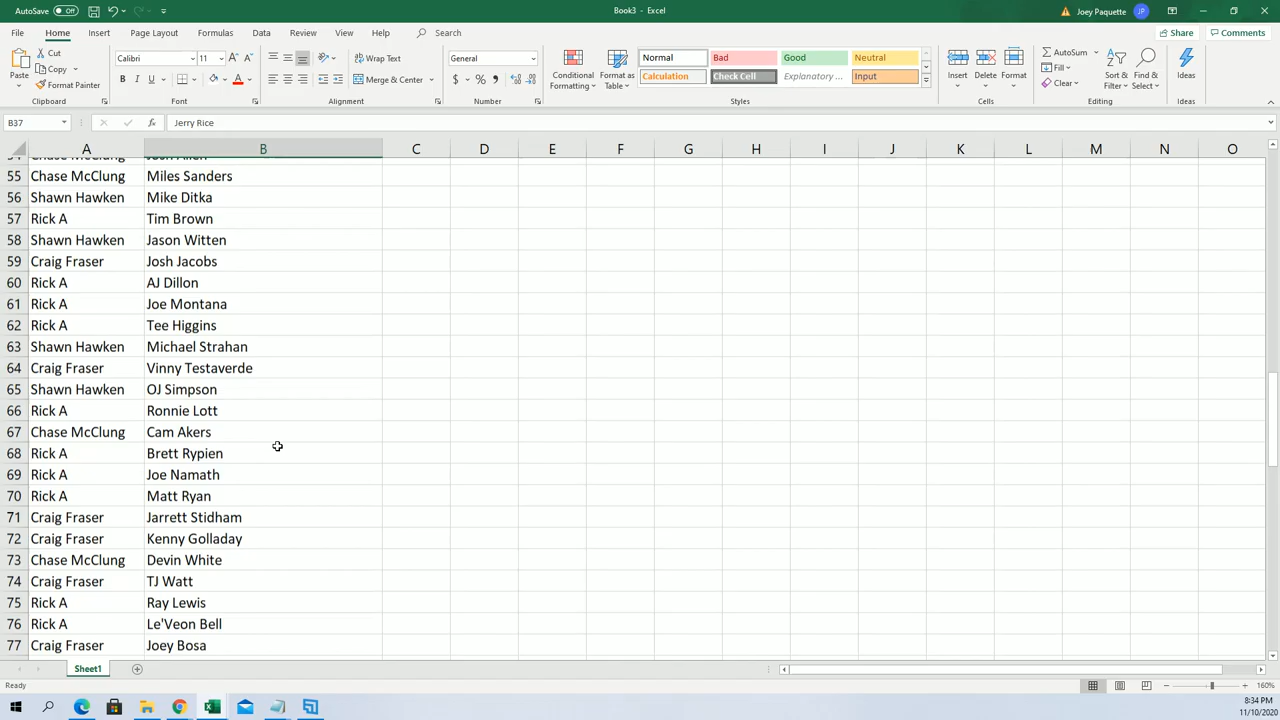 AutoSave Off Book3 - Excel Joey Paquette JP
File Home Insert Page Layout Formulas Data Review View Help Search Share Comments
Paste Cut Copy Format Painter Clipboard
Calibri 11 A A B I U A Font
Wrap Text Merge & Center Alignment
General $ % 9 Number
Conditional Formatting Format as Table
Normal Bad Good Neutral
Calculation Check Cell Explanatory ... Input
Styles
Insert Delete Format Cells
AutoSum Fill Clear Sort & Filter Find & Select Editing
Ideas Ideas
B37 fx Jerry Rice
A B C D E F G H I J K L M N O
55 Chase McClung Miles Sanders
56 Shawn Hawken Mike Ditka
57 Rick A Tim Brown
58 Shawn Hawken Jason Witten
59 Craig Fraser Josh Jacobs
60 Rick A AJ Dillon
61 Rick A Joe Montana
62 Rick A Tee Higgins
63 Shawn Hawken Michael Strahan
64 Craig Fraser Vinny Testaverde
65 Shawn Hawken OJ Simpson
66 Rick A Ronnie Lott
67 Chase McClung Cam Akers
68 Rick A Brett Rypien
69 Rick A Joe Namath
70 Rick A Matt Ryan
71 Craig Fraser Jarrett Stidham
72 Craig Fraser Kenny Golladay
73 Chase McClung Devin White
74 Craig Fraser TJ Watt
75 Rick A Ray Lewis
76 Rick A Le'Veon Bell
77 Craig Fraser Joey Bosa
Sheet1
Ready 160%
8:34 PM
11/10/2020